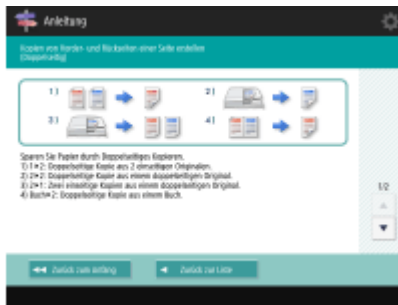 Anleitung
Kopien von Vorder- und Rückseiten einer Seite erstellen
(Doppelseitig)
1)
2)
3)
4)
Sparen Sie Papier durch Doppelseitiges Kopieren.
1) 1▶2: Doppelseitige Kopie aus 2 einseitigen Originalen.
2) 2▶2: Doppelseitige Kopie aus einem doppelseitigen Original.
3) 2▶1: Zwei einseitige Kopien aus einem doppelseitigen Original.
4) Buch▶2: Doppelseitige Kopie aus einem Buch.
1/2
Zurück zum Anfang
Zurück zur Liste